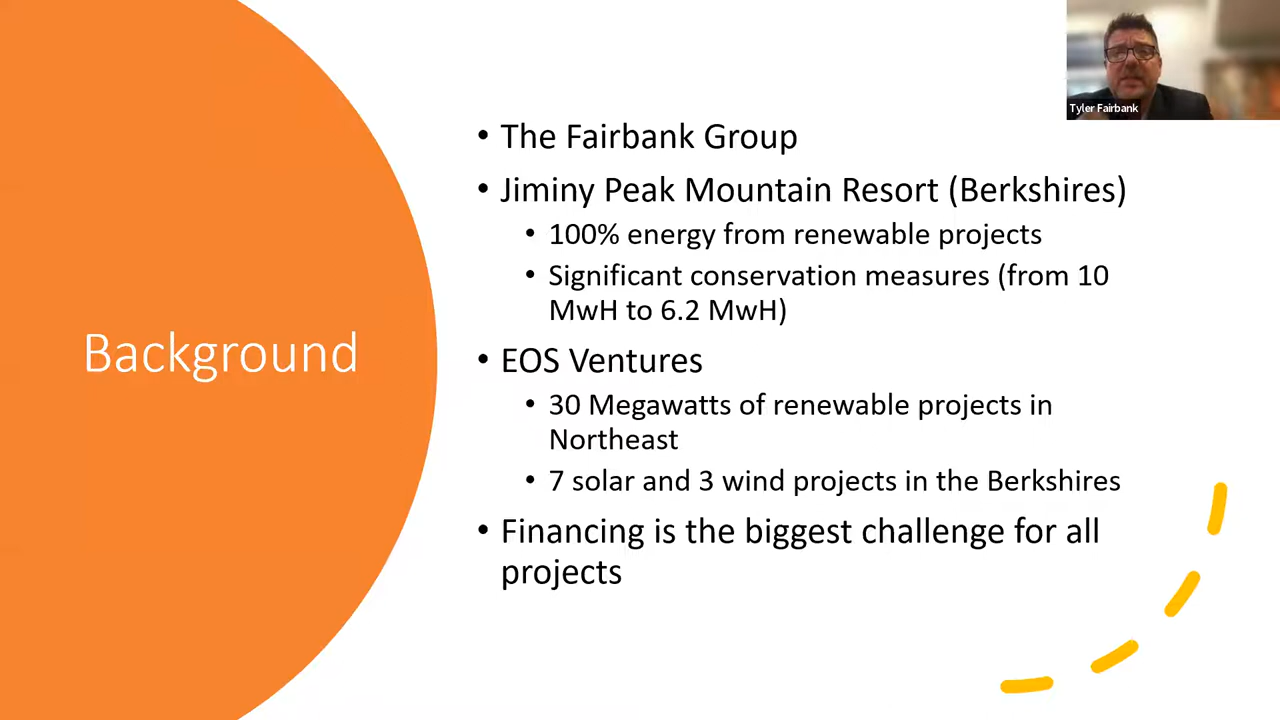 Tyler Fairbank
Background
• The Fairbank Group
• Jiminy Peak Mountain Resort (Berkshires)
• 100% energy from renewable projects
• Significant conservation measures (from 10
MwH to 6.2 MwH)
• EOS Ventures
• 30 Megawatts of renewable projects in
Northeast
• 7 solar and 3 wind projects in the Berkshires
• Financing is the biggest challenge for all
projects